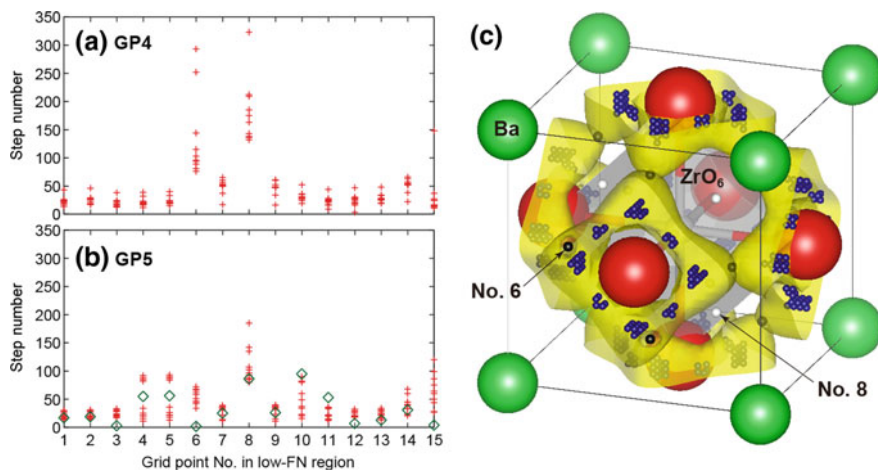 (a) GP4
Step number
350
300
250
200
150
100
50
0
(b) GP5
Step number
350
300
250
200
150
100
50
0
1 2 3 4 5 6 7 8 9 10 11 12 13 14 15
Grid point No. in low-FN region
(c)
Ba
ZrO₆
No. 6
No. 8